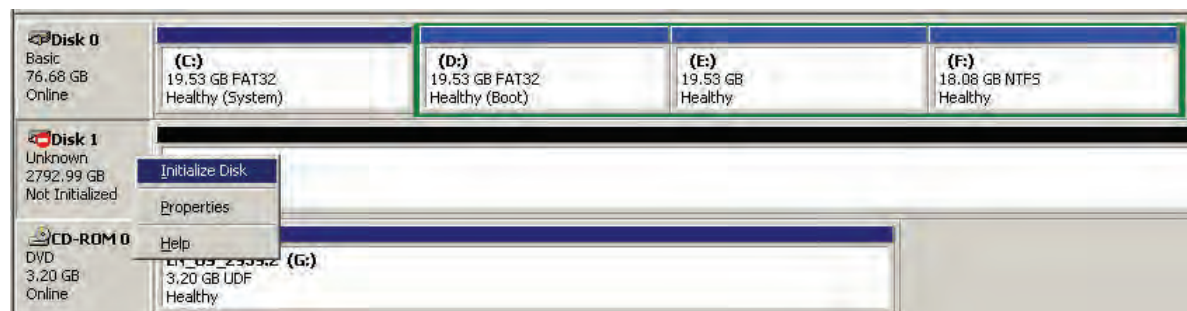 Disk 0
Basic
76.68 GB
Online
(C:)
19.53 GB FAT32
Healthy (System)
(D:)
19.53 GB FAT32
Healthy (Boot)
(E:)
19.53 GB
Healthy
(F:)
18.08 GB NTFS
Healthy
Disk 1
Unknown
2792.99 GB
Not Initialized
Initialize Disk
Properties
Help
CD-ROM 0
DVD
3.20 GB
Online
(G:)
3.20 GB UDF
Healthy